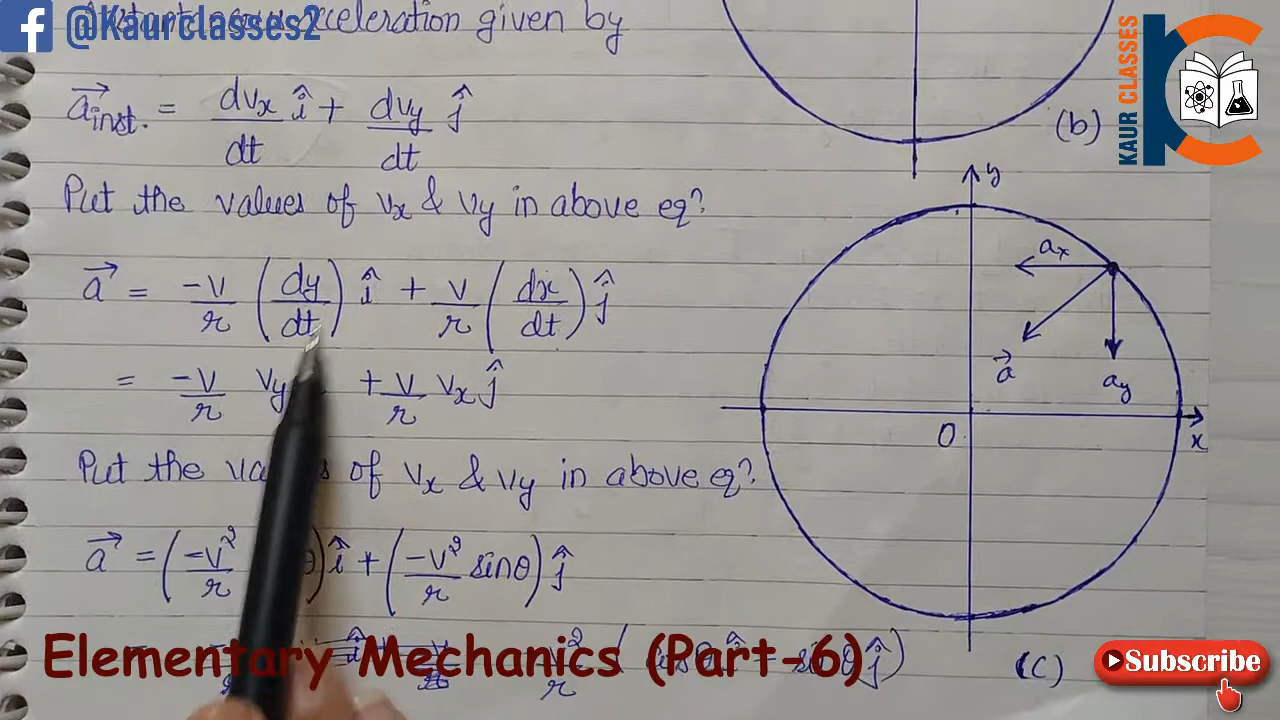 @Kaurclasses2
acceleration given by
a⃗inst. = dvx/dt î + dvy/dt ĵ
Put the values of vx & vy in above eqⁿ.
a⃗ = -v/r (dy/dt) î + v/r (dx/dt) ĵ
= -v/r vy + v/r vx ĵ
Put the of vx & vy in above eqⁿ.
a⃗ = (-v²/r θ) î + (-v²/r sinθ) ĵ
Elementary Mechanics (Part-6)
KAUR CLASSES
(b)
y
ax
a⃗
ay
O
x
(c)
Subscribe